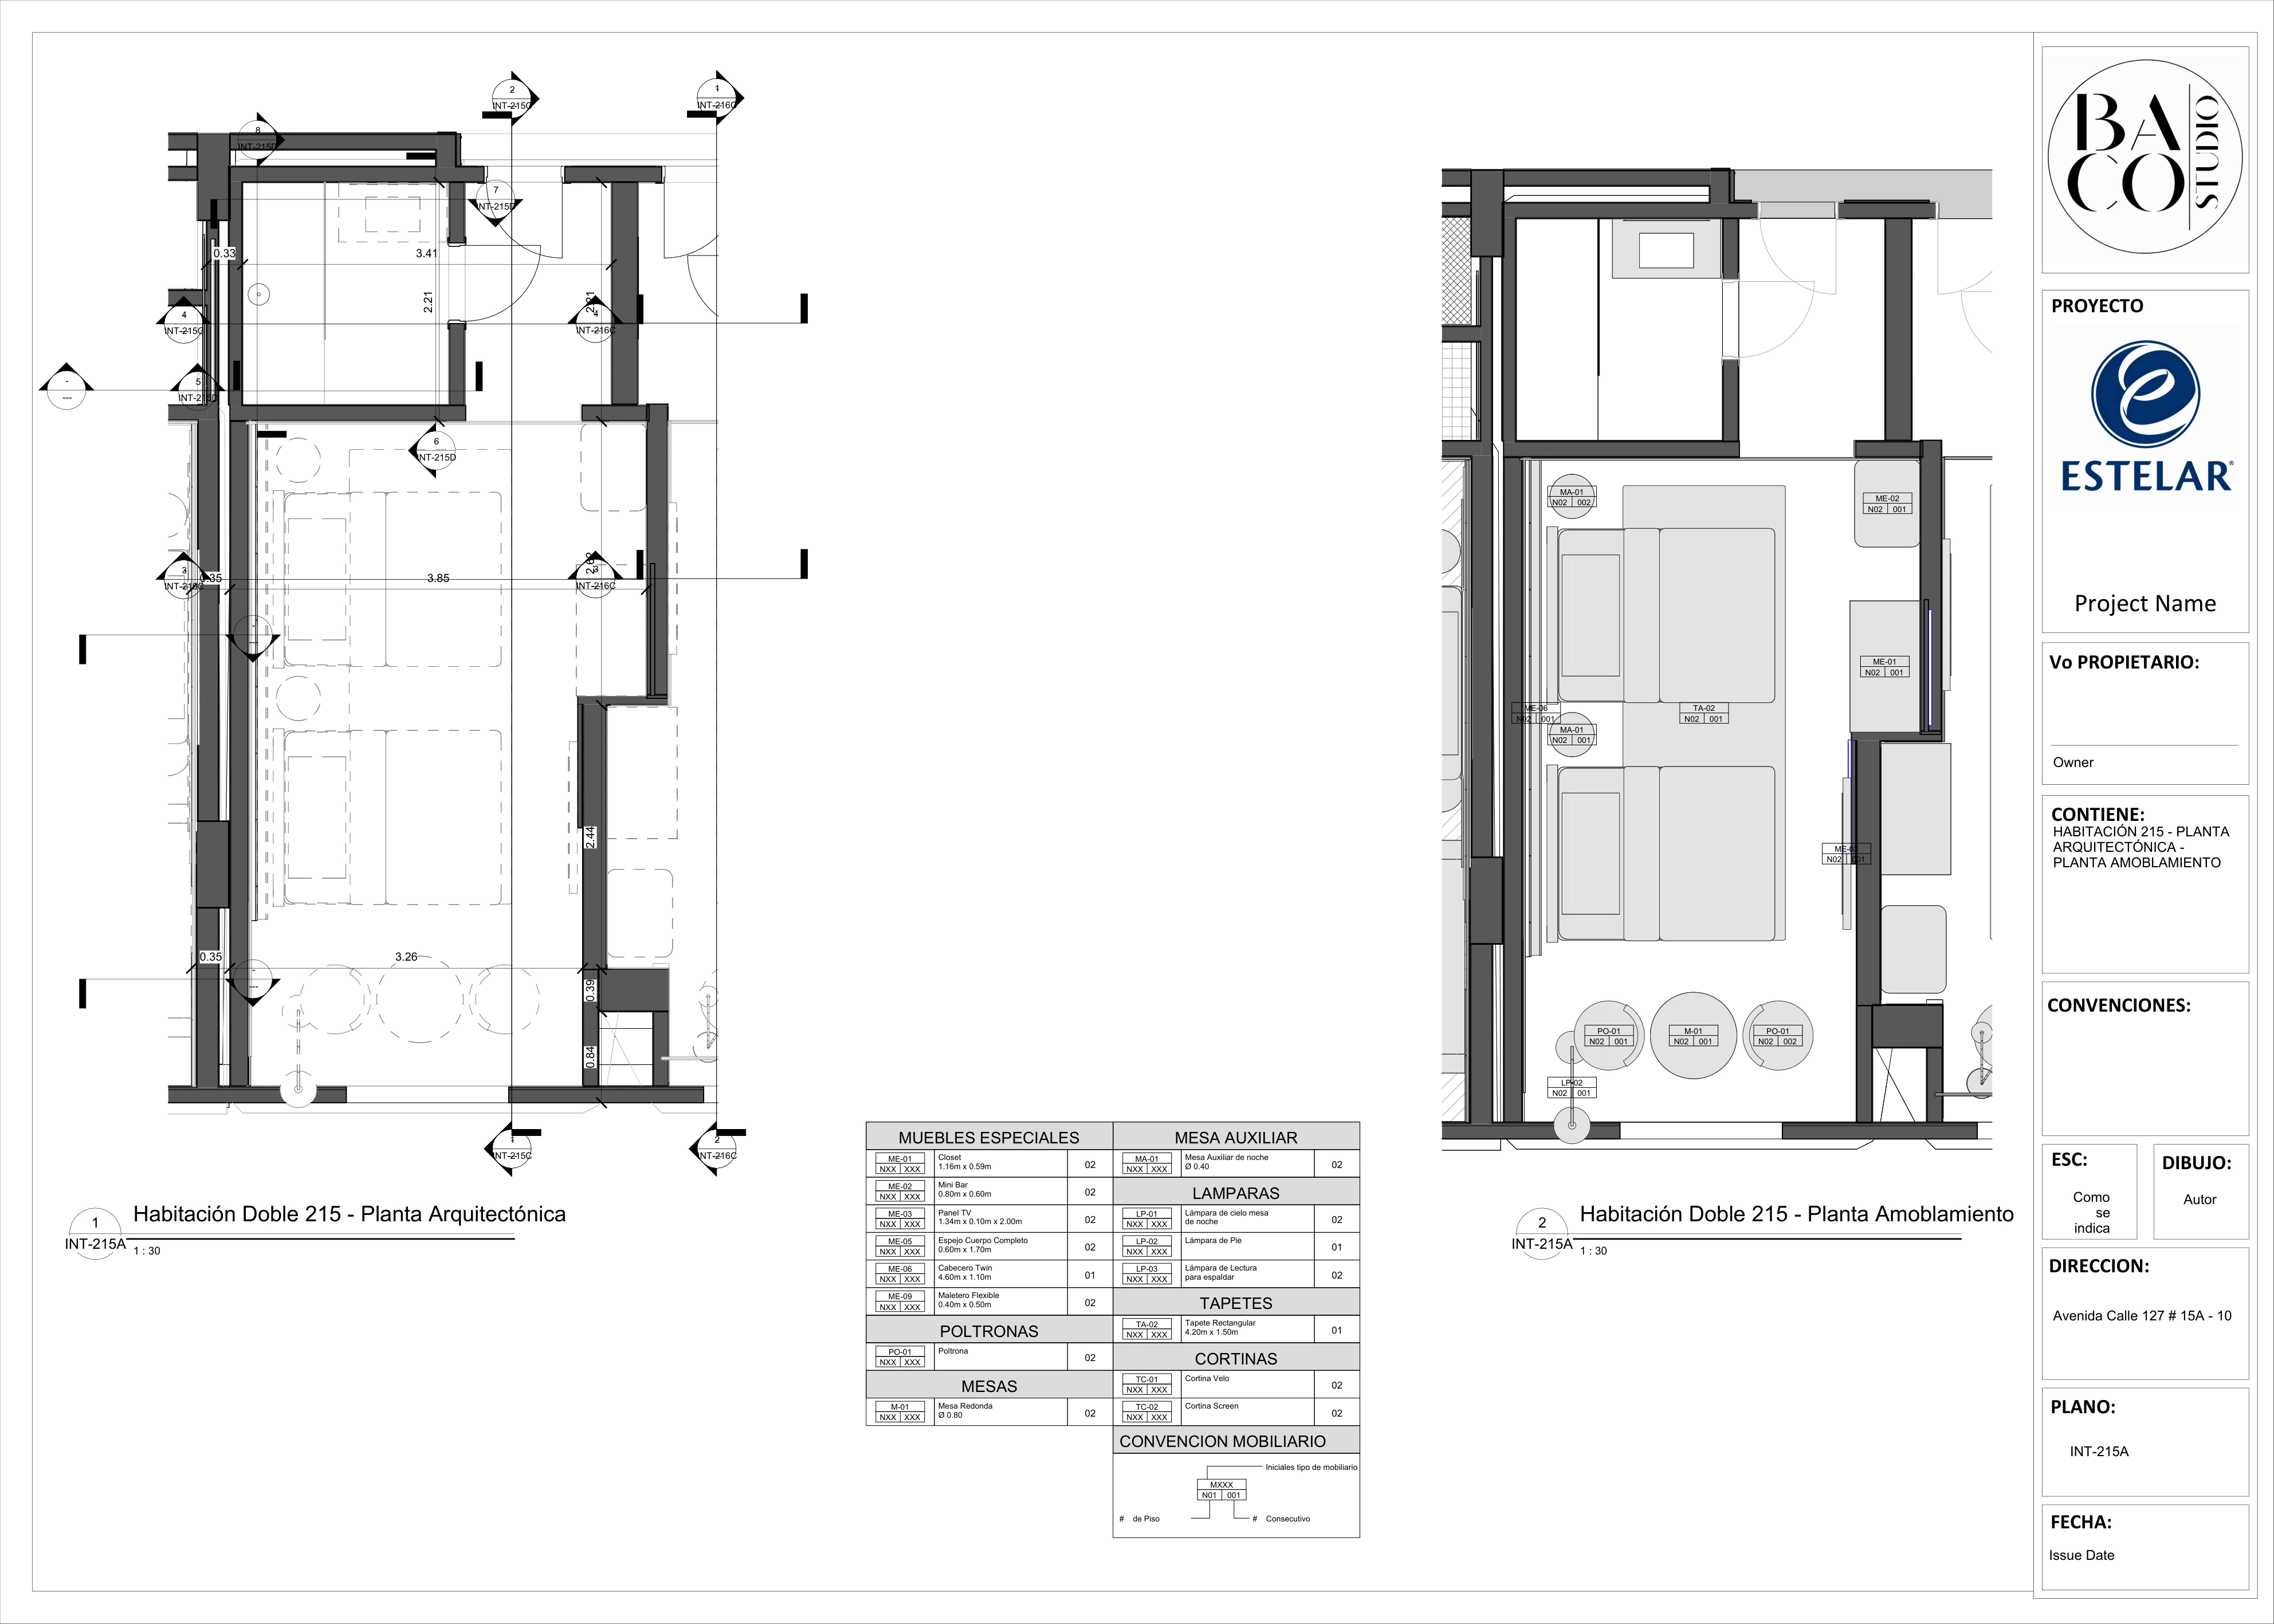 2
INT-215C
1
INT-216C
8
INT-215D
7
INT-215D
0.33
3.41
2.21
2.21
4
INT-215C
4
INT-216C
-
---
5
INT-215D
6
INT-215D
3
0.35
3.85
INT-216C
-
---
2.44
0.35
3.26
-
---
0.39
0.84
1
INT-215C
2
INT-216C
1
INT-215A
Habitación Doble 215 - Planta Arquitectónica
1 : 30
MUEBLES ESPECIALES
ME-01
NXX XXX
Closet
1.16m x 0.59m
02
ME-02
NXX XXX
Mini Bar
0.80m x 0.60m
02
ME-03
NXX XXX
Panel TV
1.34m x 0.10m x 2.00m
02
ME-05
NXX XXX
Espejo Cuerpo Completo
0.60m x 1.70m
02
ME-06
NXX XXX
Cabecero Twin
4.60m x 1.10m
01
ME-09
NXX XXX
Maletero Flexible
0.40m x 0.50m
02
POLTRONAS
PO-01
NXX XXX
Poltrona
02
MESAS
M-01
NXX XXX
Mesa Redonda
Ø 0.80
02
MESA AUXILIAR
MA-01
NXX XXX
Mesa Auxiliar de noche
Ø 0.40
02
LAMPARAS
LP-01
NXX XXX
Lámpara de cielo mesa
de noche
02
LP-02
NXX XXX
Lámpara de Pie
01
LP-03
NXX XXX
Lámpara de Lectura
para espaldar
02
TAPETES
TA-02
NXX XXX
Tapete Rectangular
4.20m x 1.50m
01
CORTINAS
TC-01
NXX XXX
Cortina Velo
02
TC-02
NXX XXX
Cortina Screen
02
CONVENCION MOBILIARIO
Iniciales tipo de mobiliario
MXXX
N01 001
# de Piso
# Consecutivo
MA-01
N02 002
ME-02
N02 001
ME-01
N02 001
ME-06
N02 001
TA-02
N02 001
MA-01
N02 001
N02 001
PO-01
N02 001
M-01
N02 001
PO-01
N02 002
LP-02
N02 001
2
INT-215A
Habitación Doble 215 - Planta Amoblamiento
1 : 30
BA
CO
STUDIO
PROYECTO
ESTELAR®
Project Name
Vo PROPIETARIO:
Owner
CONTIENE:
HABITACIÓN 215 - PLANTA
ARQUITECTÓNICA -
PLANTA AMOBLAMIENTO
CONVENCIONES:
ESC:
Como
se
indica
DIBUJO:
Autor
DIRECCION:
Avenida Calle 127 # 15A - 10
PLANO:
INT-215A
FECHA:
Issue Date